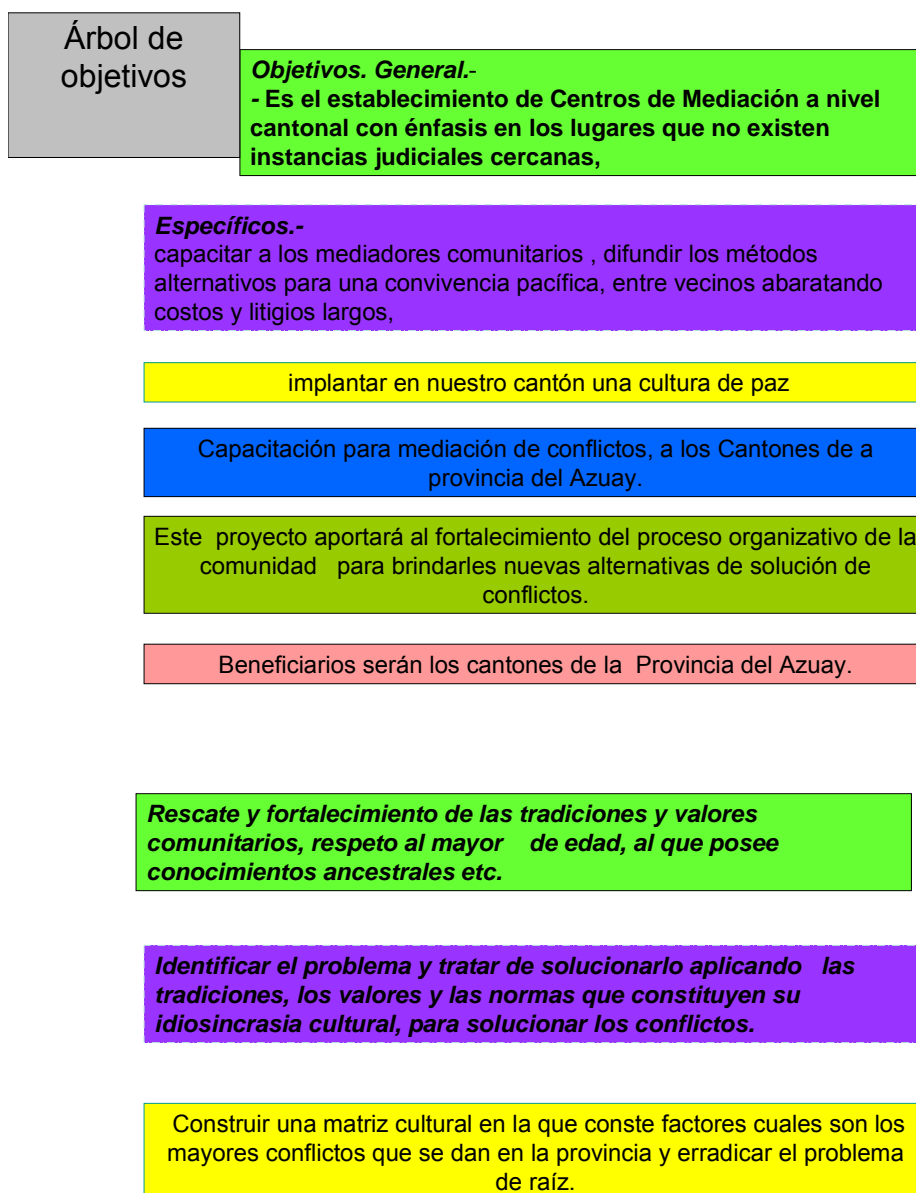 Árbol de
objetivos
Objetivos. General.-
- Es el establecimiento de Centros de Mediación a nivel
cantonal con énfasis en los lugares que no existen
instancias judiciales cercanas,
Específicos.-
capacitar a los mediadores comunitarios , difundir los métodos
alternativos para una convivencia pacífica, entre vecinos abaratando
costos y litigios largos,
implantar en nuestro cantón una cultura de paz
Capacitación para mediación de conflictos, a los Cantones de a
provincia del Azuay.
Este proyecto aportará al fortalecimiento del proceso organizativo de la
comunidad para brindarles nuevas alternativas de solución de
conflictos.
Beneficiarios serán los cantones de la Provincia del Azuay.
Rescate y fortalecimiento de las tradiciones y valores
comunitarios, respeto al mayor de edad, al que posee
conocimientos ancestrales etc.
Identificar el problema y tratar de solucionarlo aplicando las
tradiciones, los valores y las normas que constituyen su
idiosincrasia cultural, para solucionar los conflictos.
Construir una matriz cultural en la que conste factores cuales son los
mayores conflictos que se dan en la provincia y erradicar el problema
de raíz.